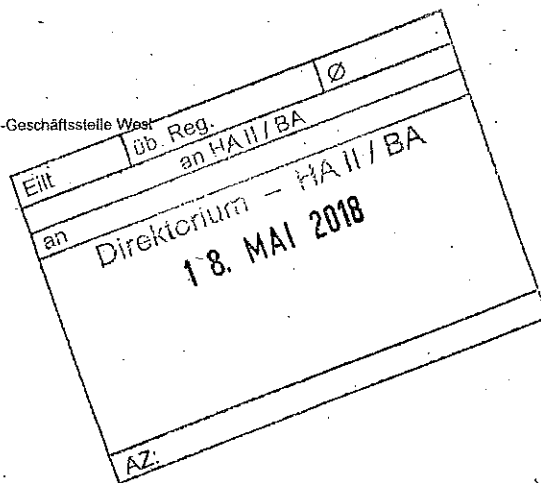 -Geschäftsstelle West
Eilt
üb. Reg.
Ø
an HA II / BA
an
Direktorium – HA II / BA
18. MAI 2018
AZ: